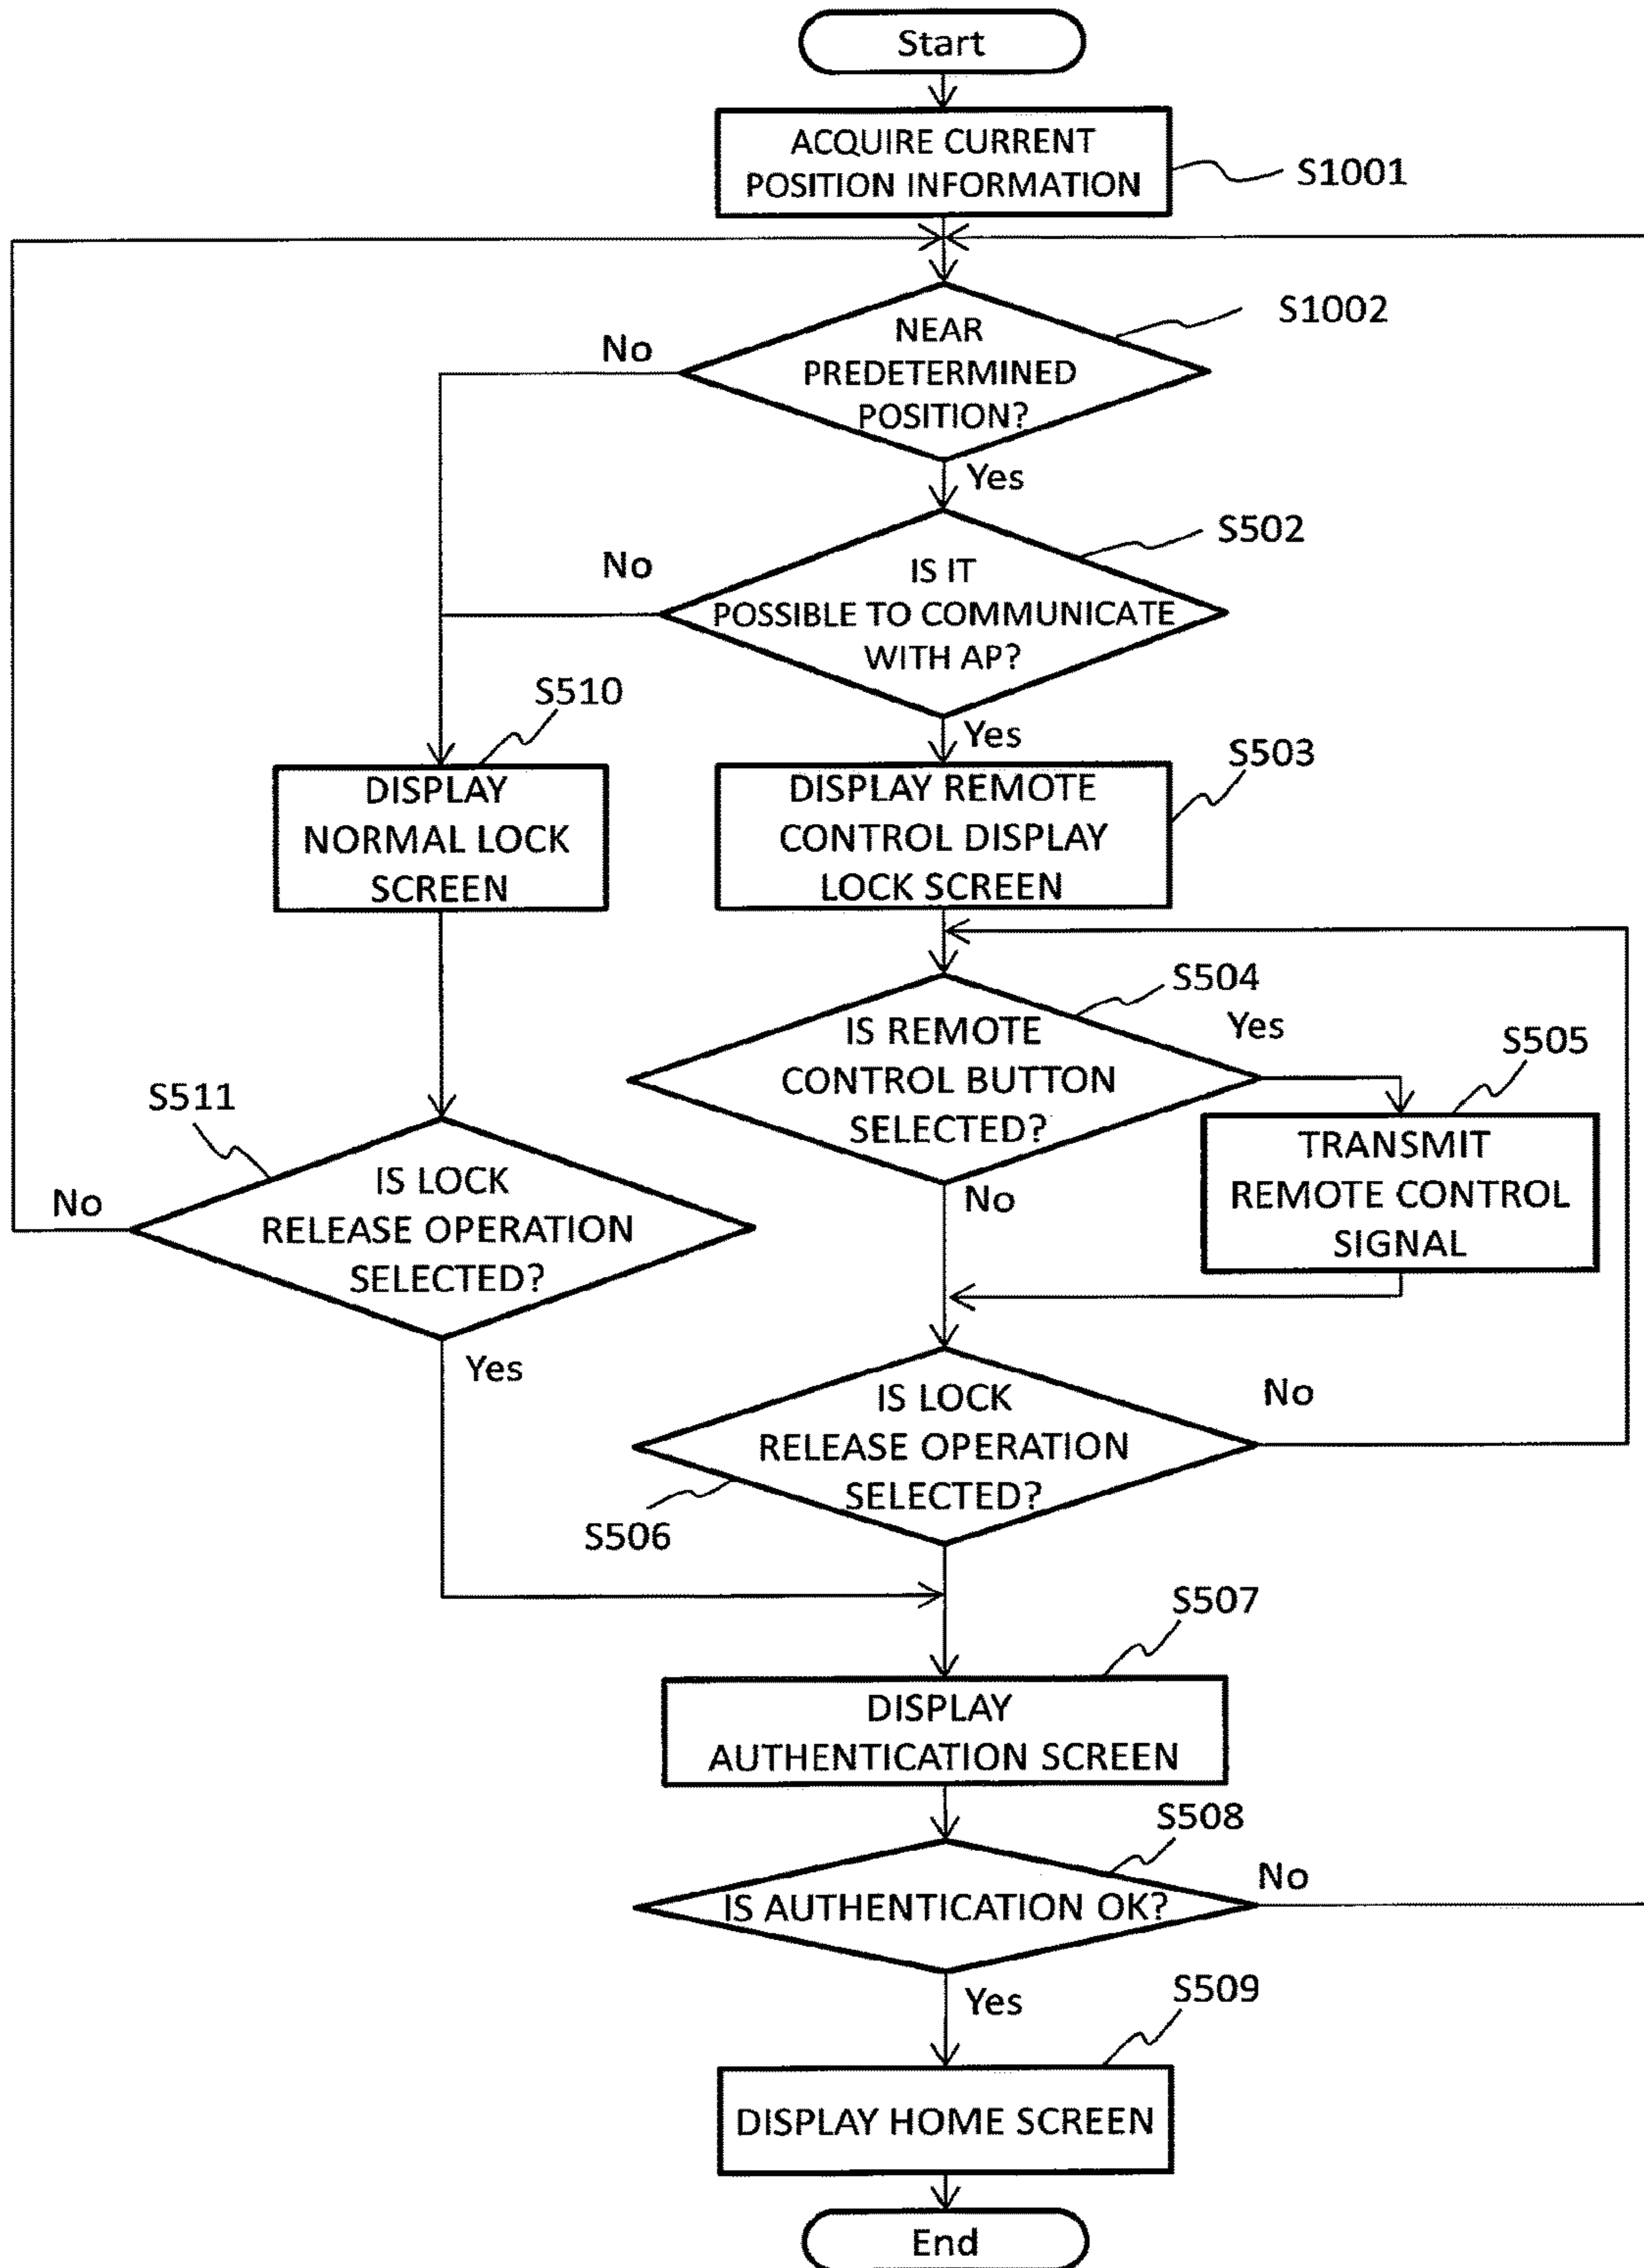 Start
ACQUIRE CURRENT
POSITION INFORMATION
S1001
S1002
NEAR
PREDETERMINED
POSITION?
No
Yes
S502
IS IT
POSSIBLE TO COMMUNICATE
WITH AP?
No
Yes
S510
DISPLAY
NORMAL LOCK
SCREEN
S503
DISPLAY REMOTE
CONTROL DISPLAY
LOCK SCREEN
S504
IS REMOTE
CONTROL BUTTON
SELECTED?
Yes
No
S505
TRANSMIT
REMOTE CONTROL
SIGNAL
S511
IS LOCK
RELEASE OPERATION
SELECTED?
No
Yes
IS LOCK
RELEASE OPERATION
SELECTED?
No
S506
S507
DISPLAY
AUTHENTICATION SCREEN
S508
IS AUTHENTICATION OK?
No
Yes
S509
DISPLAY HOME SCREEN
End